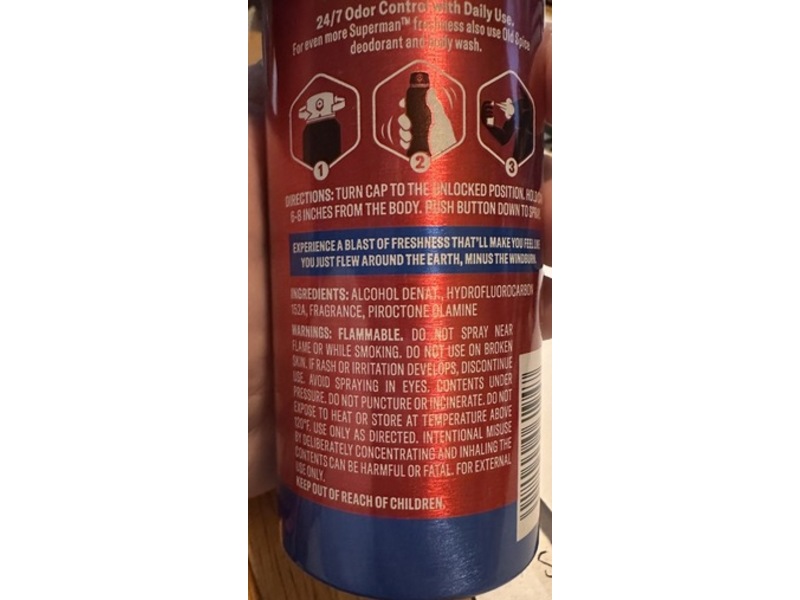 24/7 Odor Control with Daily Use.
For even more Superman™ freshness also use Old Spice
deodorant and body wash.
1 2 3
DIRECTIONS: TURN CAP TO THE UNLOCKED POSITION. HOLD
6-8 INCHES FROM THE BODY. PUSH BUTTON DOWN TO SPRAY
EXPERIENCE A BLAST OF FRESHNESS THAT'LL MAKE YOU FEEL LIKE
YOU JUST FLEW AROUND THE EARTH, MINUS THE WINDBURN.
INGREDIENTS: ALCOHOL DENAT., HYDROFLUOROCARBON
152A, FRAGRANCE, PIROCTONE OLAMINE
WARNINGS: FLAMMABLE. DO NOT SPRAY NEAR
FLAME OR WHILE SMOKING. DO NOT USE ON BROKEN
SKIN. IF RASH OR IRRITATION DEVELOPS, DISCONTINUE
USE. AVOID SPRAYING IN EYES. CONTENTS UNDER
PRESSURE. DO NOT PUNCTURE OR INCINERATE. DO NOT
EXPOSE TO HEAT OR STORE AT TEMPERATURE ABOVE
120°F. USE ONLY AS DIRECTED. INTENTIONAL MISUSE
BY DELIBERATELY CONCENTRATING AND INHALING THE
CONTENTS CAN BE HARMFUL OR FATAL. FOR EXTERNAL
USE ONLY.
KEEP OUT OF REACH OF CHILDREN.